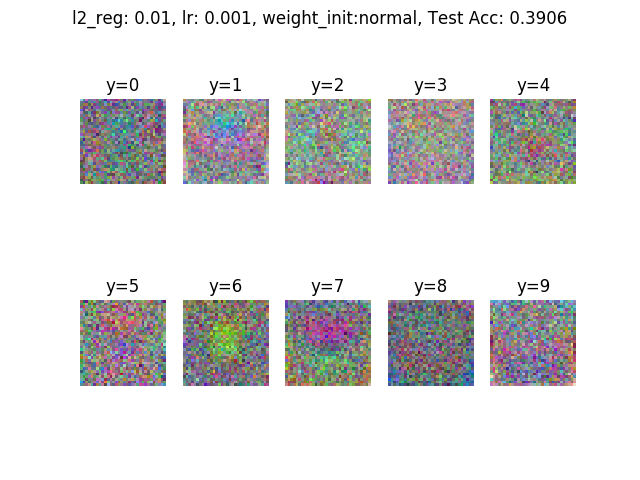 l2_reg: 0.01, lr: 0.001, weight_init:normal, Test Acc: 0.3906
y=0 y=1 y=2 y=3 y=4
y=5 y=6 y=7 y=8 y=9